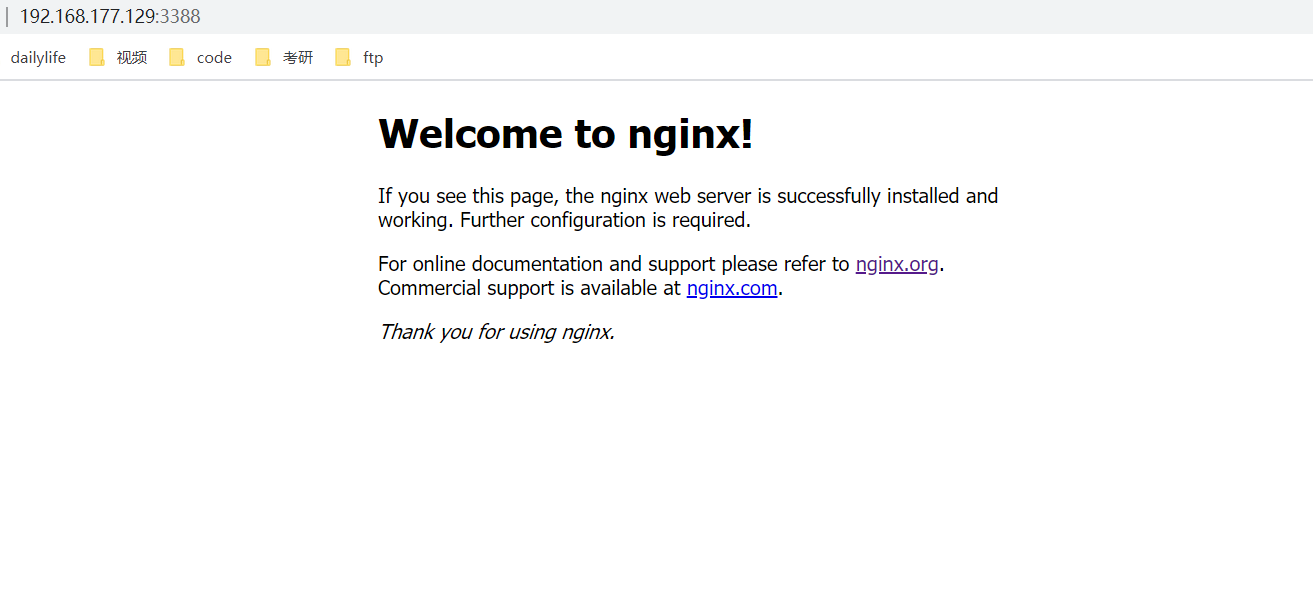 192.168.177.129:3388
dailylife 视频 code 考研 ftp
Welcome to nginx!
If you see this page, the nginx web server is successfully installed and
working. Further configuration is required.
For online documentation and support please refer to nginx.org.
Commercial support is available at nginx.com.
Thank you for using nginx.